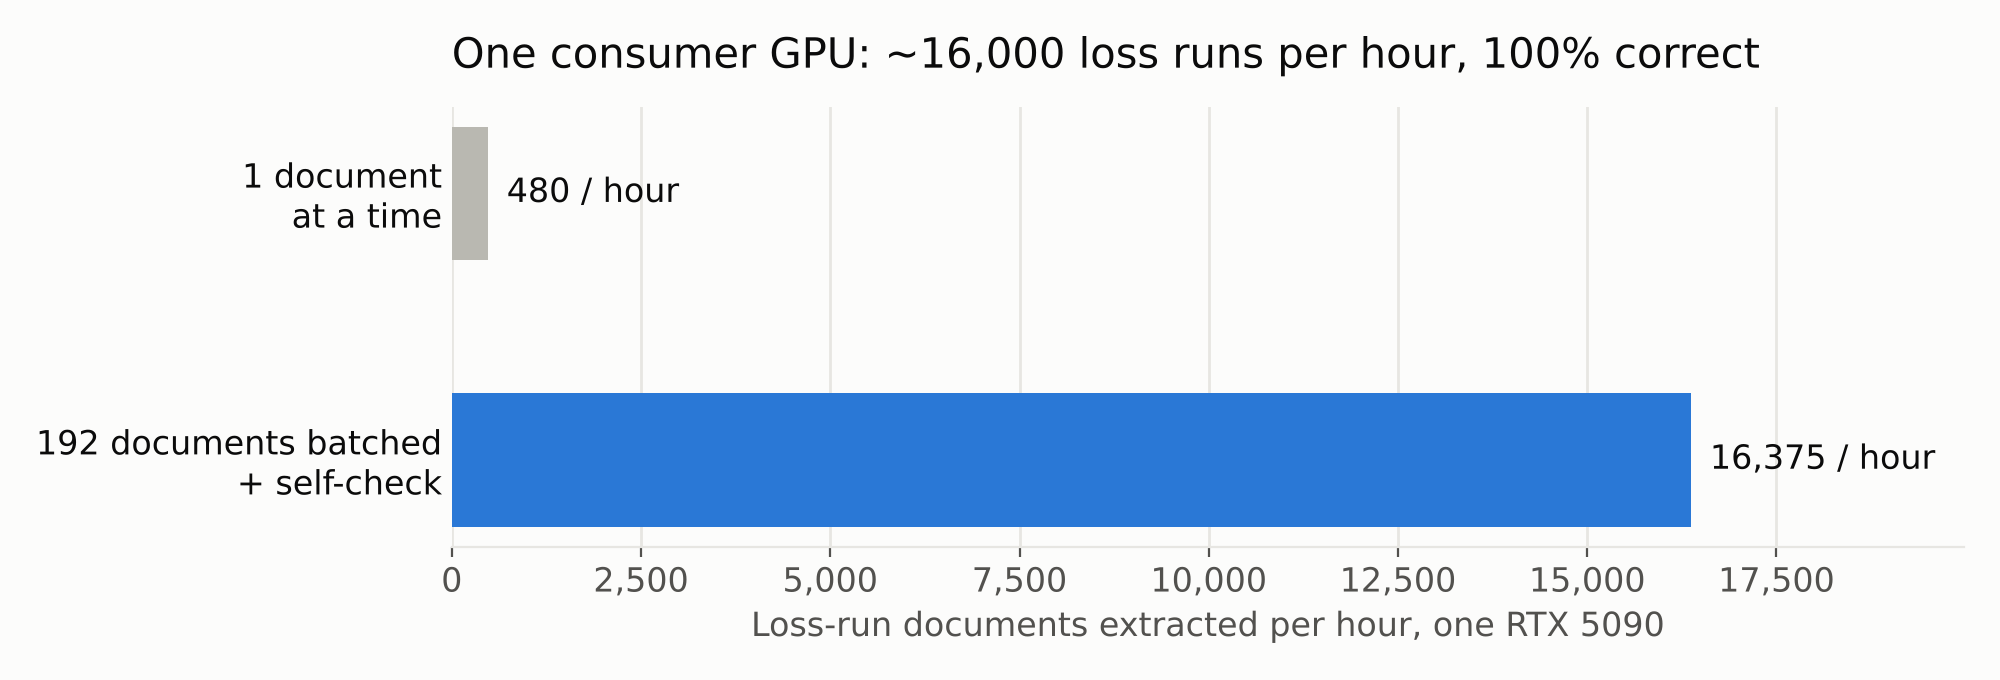 One consumer GPU: ~16,000 loss runs per hour, 100% correct
1 document
at a time
480 / hour
192 documents batched
+ self-check
16,375 / hour
0
2,500
5,000
7,500
10,000
12,500
15,000
17,500
Loss-run documents extracted per hour, one RTX 5090